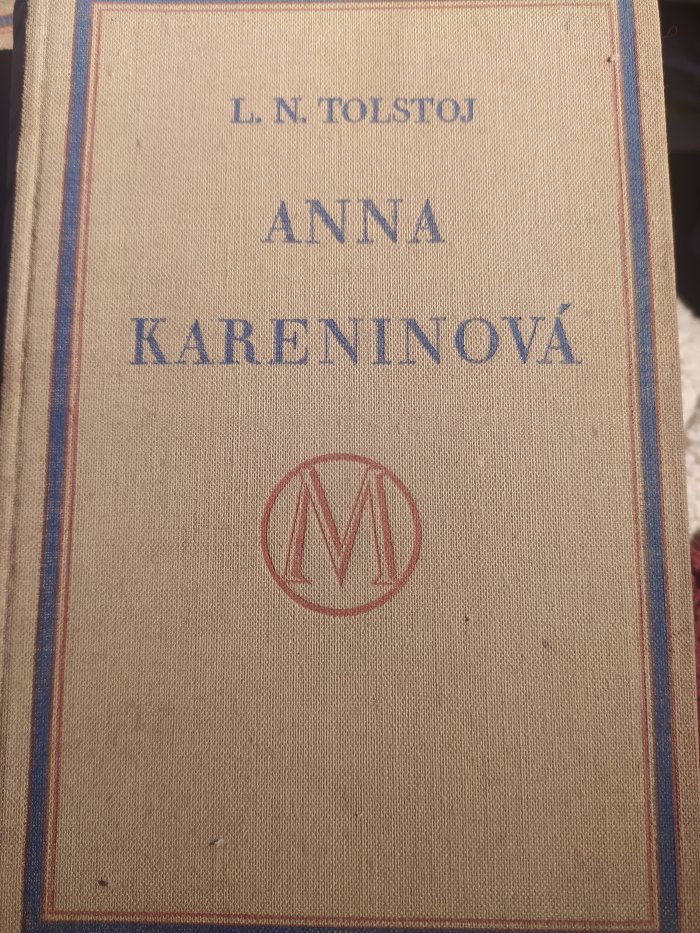 L. N. TOLSTOJ
ANNA
KARENINOVÁ
M